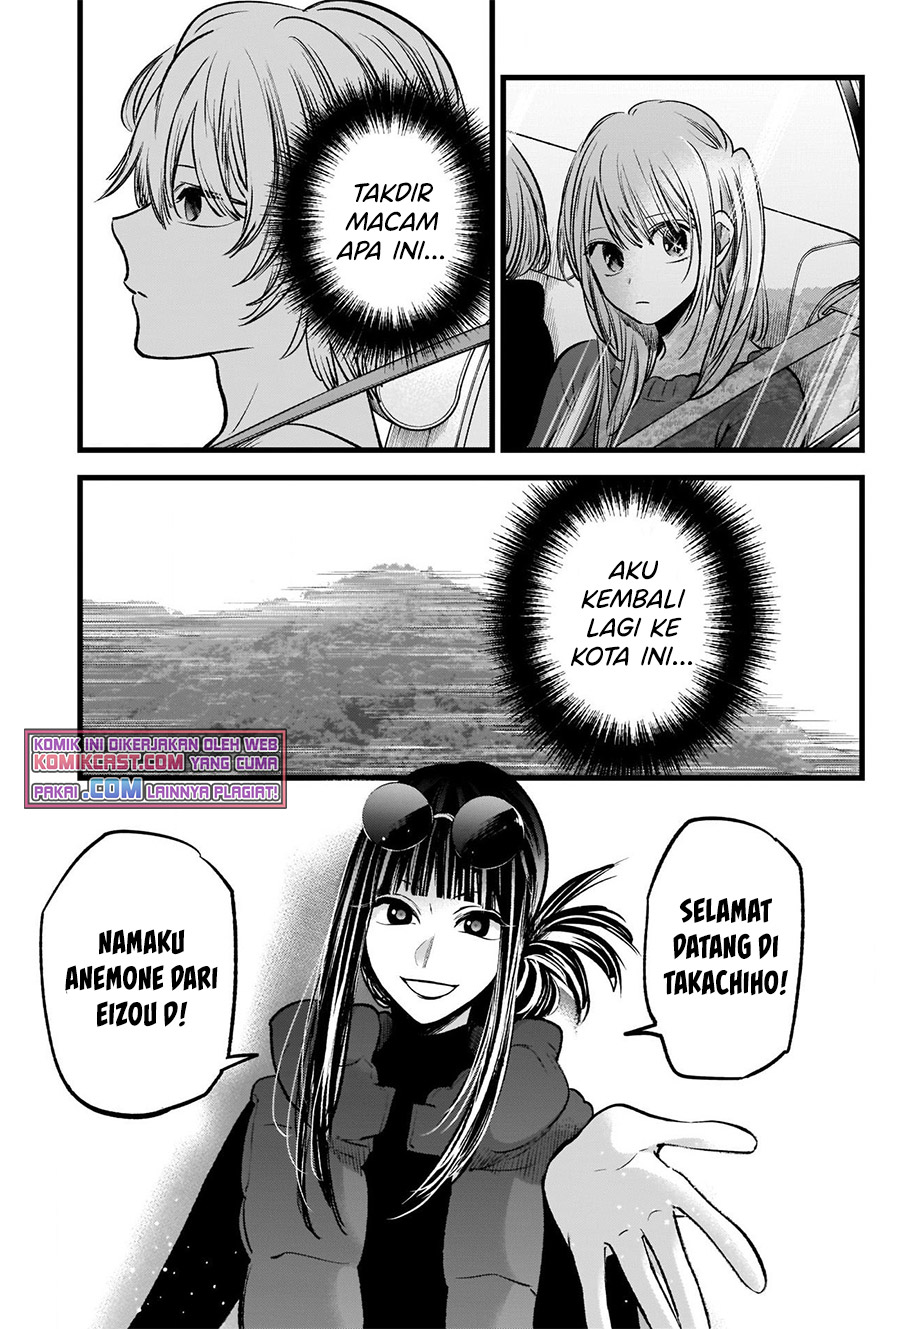 TAKDIR
MACAM
APA INI...
AKU
KEMBALI
LAGI KE
KOTA INI...
KOMIK INI DIKERJAKAN OLEH WEB
KOMIKCAST.COM YANG CUMA
PAKAI .COM LAINNYA PLAGIAT!
SELAMAT
DATANG DI
TAKACHIHO!
NAMAKU
ANEMONE DARI
EIZOU D!